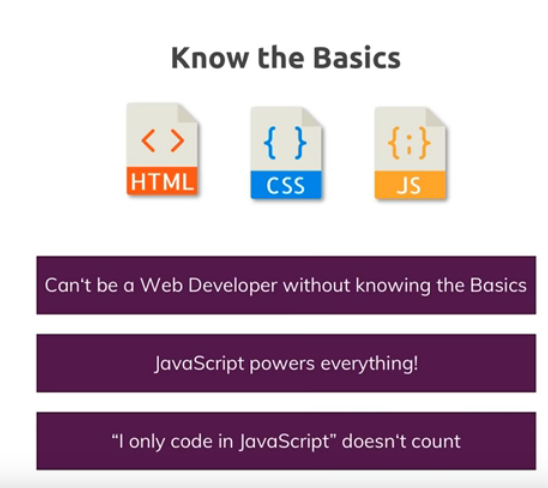 Know the Basics
< > { } {;}
HTML CSS JS
Can‘t be a Web Developer without knowing the Basics
JavaScript powers everything!
“I only code in JavaScript” doesn‘t count